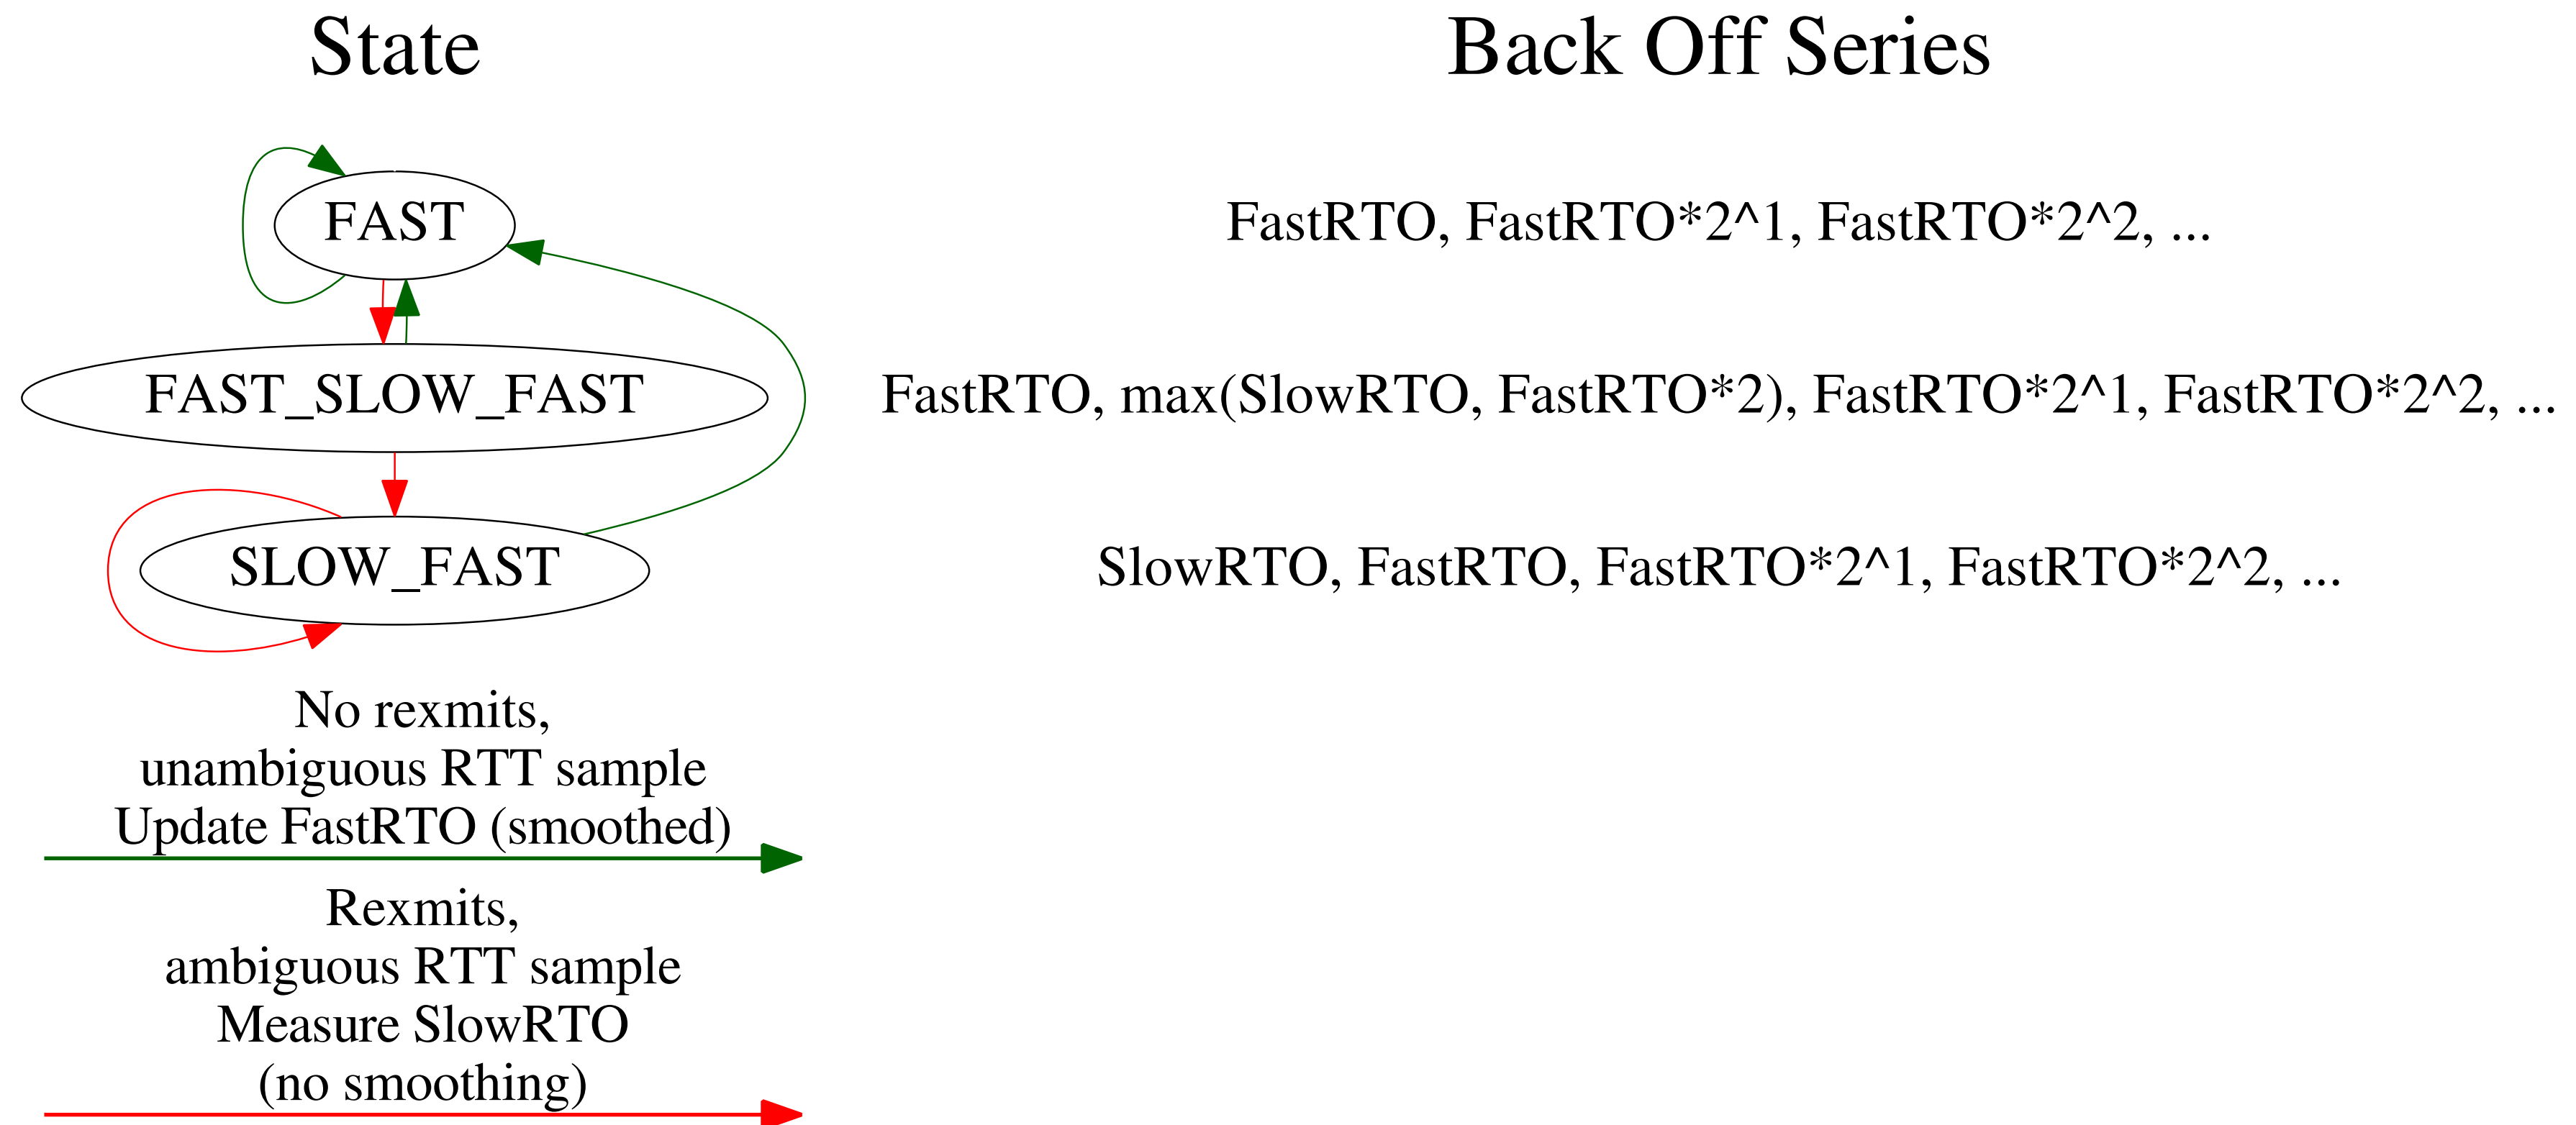 State
Back Off Series
FAST
FastRTO, FastRTO*2^1, FastRTO*2^2, ...
FAST_SLOW_FAST
FastRTO, max(SlowRTO, FastRTO*2), FastRTO*2^1, FastRTO*2^2, ...
SLOW_FAST
SlowRTO, FastRTO, FastRTO*2^1, FastRTO*2^2, ...
No rexmits,
unambiguous RTT sample
Update FastRTO (smoothed)
Rexmits,
ambiguous RTT sample
Measure SlowRTO
(no smoothing)